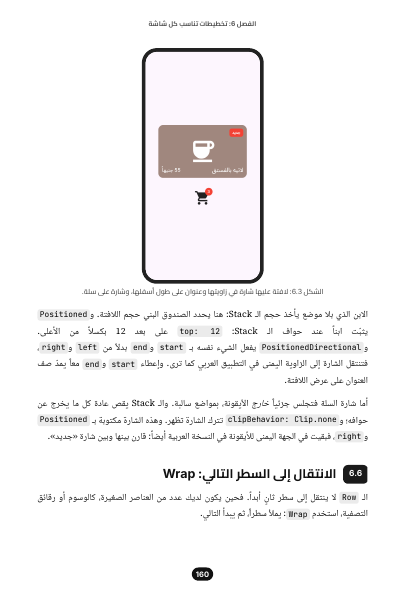 الفصل 6: تخطيطات تناسب كل شاشة
جديد
لاتيه بالفستق
55 جنيهاً
الشكل 6.3: لافتة عليها شارة في زاويتها وعنوان على طول أسفلها، وشارة على سلة.
الابن الذي بلا موضع يأخذ حجم الـ Stack: هنا يحدد الصندوق البني حجم اللافتة. و Positioned
يثبّت ابناً عند حواف الـ Stack: top: 12 على بعد 12 بكسلاً من الأعلى.
و PositionedDirectional يفعل الشيء نفسه بـ start و end بدلاً من left و right،
فتنتقل الشارة إلى الزاوية اليمنى في التطبيق العربي كما ترى. وإعطاء start و end معاً يمدّ صف
العنوان على عرض اللافتة.
أما شارة السلة فتجلس جزئياً خارج الأيقونة، بمواضع سالبة. والـ Stack يقص عادة كل ما يخرج عن
حوافه؛ و clipBehavior: Clip.none تترك الشارة تظهر. وهذه الشارة مكتوبة بـ Positioned
و right، فبقيت في الجهة اليمنى للأيقونة في النسخة العربية أيضاً: قارن بينها وبين شارة «جديد».
6.6 الانتقال إلى السطر التالي: Wrap
الـ Row لا ينتقل إلى سطر ثانٍ أبداً. فحين يكون لديك عدد من العناصر الصغيرة، كالوسوم أو رقائق
التصفية، استخدم Wrap: يملأ سطراً، ثم يبدأ التالي.
160